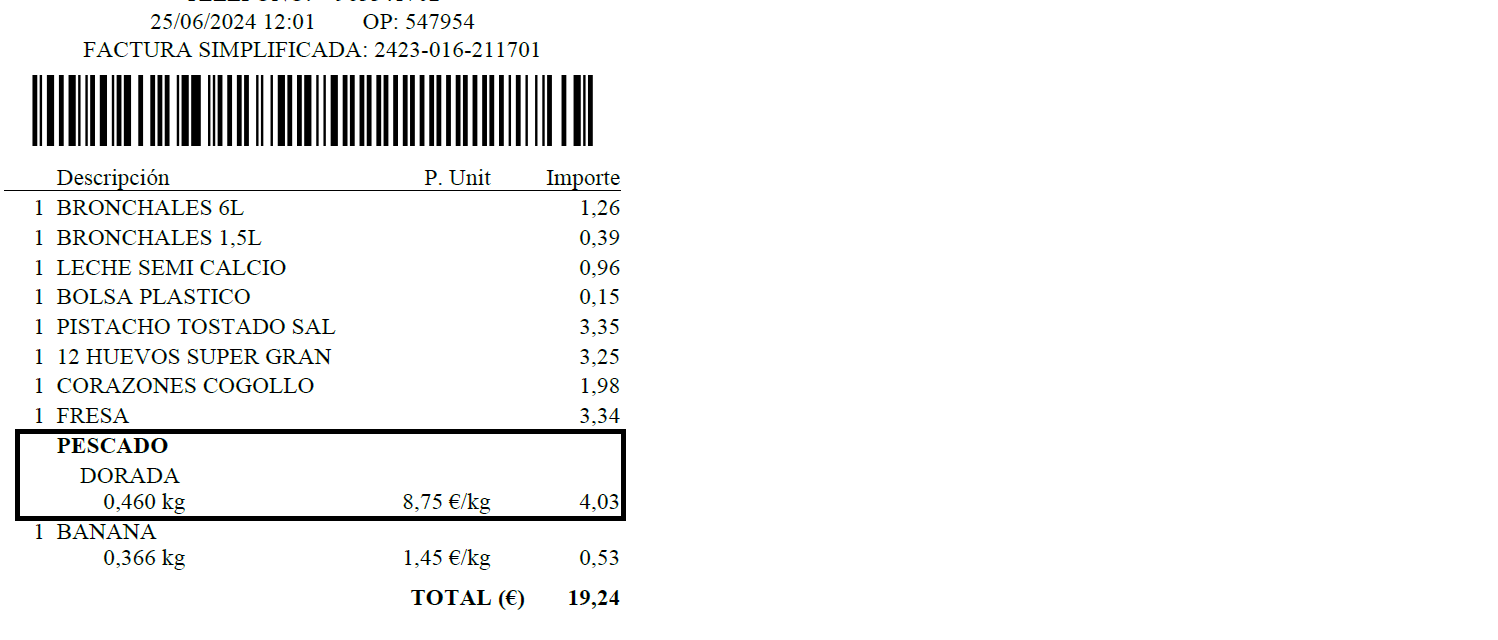 25/06/2024 12:01 OP: 547954
FACTURA SIMPLIFICADA: 2423-016-211701
Descripción P. Unit Importe
1 BRONCHALES 6L 1,26
1 BRONCHALES 1,5L 0,39
1 LECHE SEMI CALCIO 0,96
1 BOLSA PLASTICO 0,15
1 PISTACHO TOSTADO SAL 3,35
1 12 HUEVOS SUPER GRAN 3,25
1 CORAZONES COGOLLO 1,98
1 FRESA 3,34
PESCADO
DORADA
0,460 kg 8,75 €/kg 4,03
1 BANANA
0,366 kg 1,45 €/kg 0,53
TOTAL (€) 19,24